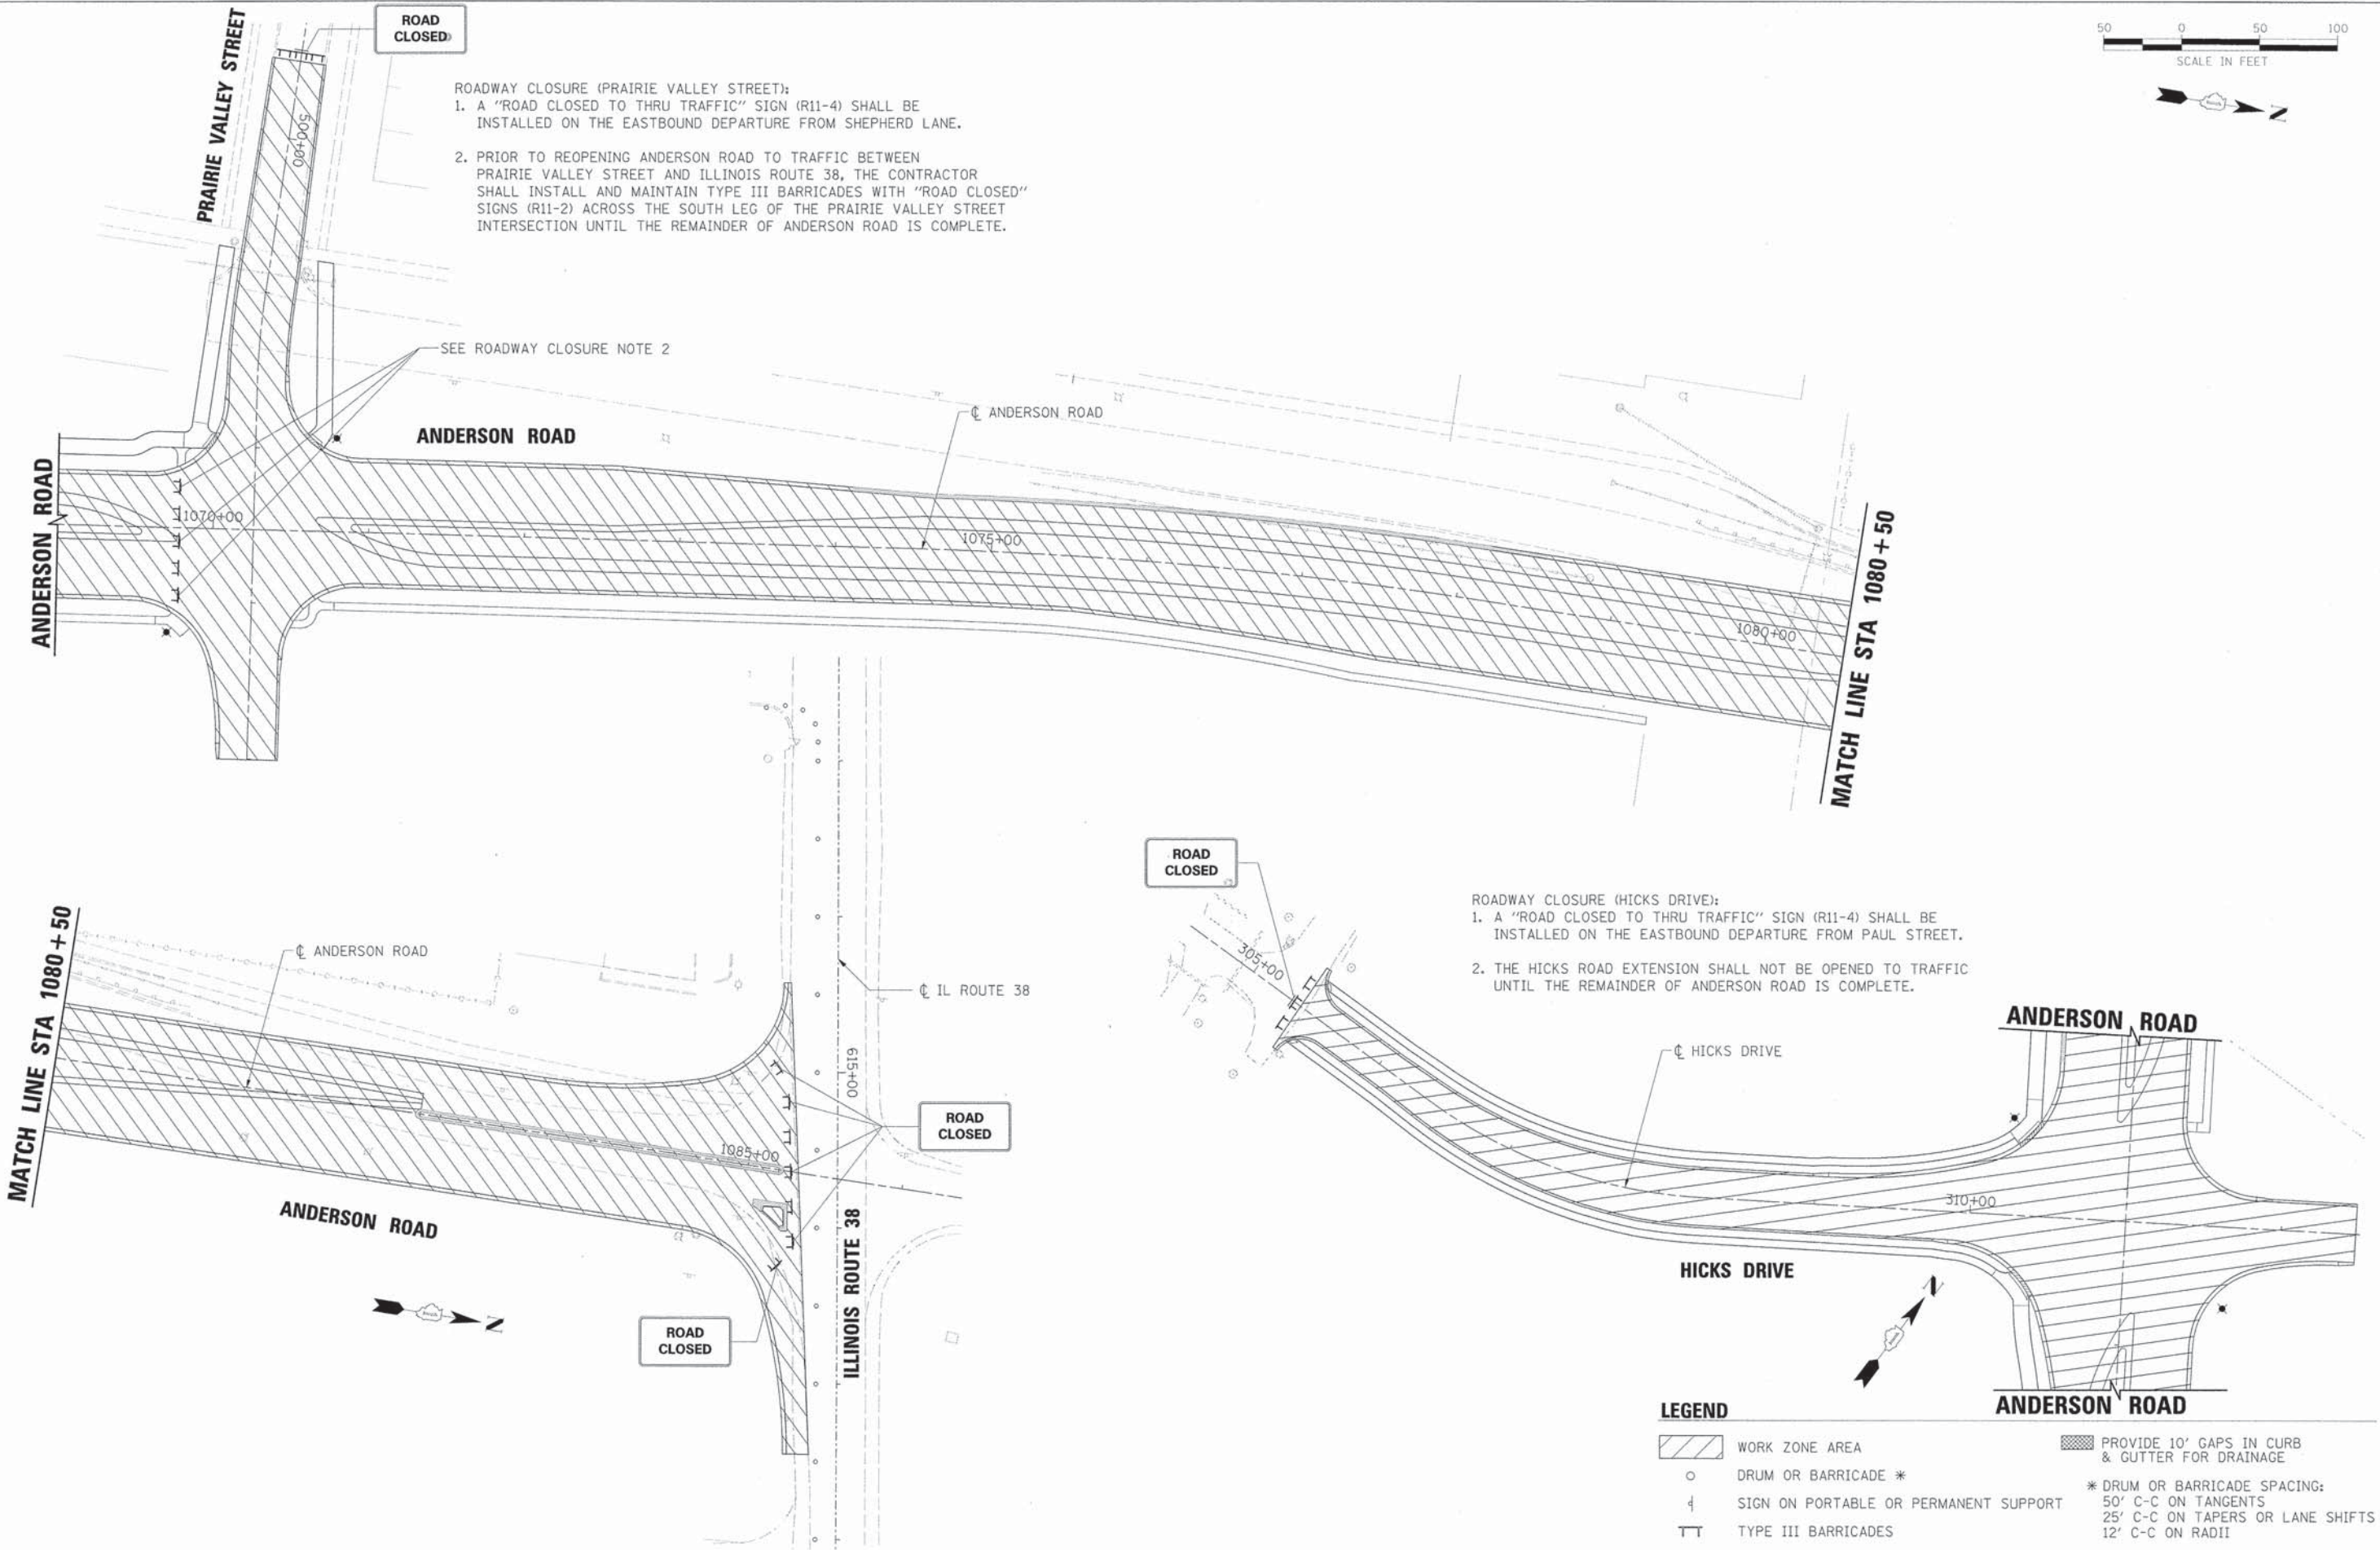 ROAD
CLOSED
PRAIRIE VALLEY STREET
50 0 50 100
SCALE IN FEET
N
ROADWAY CLOSURE (PRAIRIE VALLEY STREET):
1. A "ROAD CLOSED TO THRU TRAFFIC" SIGN (R11-4) SHALL BE
INSTALLED ON THE EASTBOUND DEPARTURE FROM SHEPHERD LANE.
2. PRIOR TO REOPENING ANDERSON ROAD TO TRAFFIC BETWEEN
PRAIRIE VALLEY STREET AND ILLINOIS ROUTE 38, THE CONTRACTOR
SHALL INSTALL AND MAINTAIN TYPE III BARRICADES WITH "ROAD CLOSED"
SIGNS (R11-2) ACROSS THE SOUTH LEG OF THE PRAIRIE VALLEY STREET
INTERSECTION UNTIL THE REMAINDER OF ANDERSON ROAD IS COMPLETE.
500+00
SEE ROADWAY CLOSURE NOTE 2
℄ ANDERSON ROAD
ANDERSON ROAD
ANDERSON ROAD
1070+00
1075+00
1080+00
MATCH LINE STA 1080+50
MATCH LINE STA 1080+50
℄ ANDERSON ROAD
℄ IL ROUTE 38
615+00
ROAD
CLOSED
1085+00
ANDERSON ROAD
N
ROAD
CLOSED
ILLINOIS ROUTE 38
ROAD
CLOSED
305+00
ROADWAY CLOSURE (HICKS DRIVE):
1. A "ROAD CLOSED TO THRU TRAFFIC" SIGN (R11-4) SHALL BE
INSTALLED ON THE EASTBOUND DEPARTURE FROM PAUL STREET.
2. THE HICKS ROAD EXTENSION SHALL NOT BE OPENED TO TRAFFIC
UNTIL THE REMAINDER OF ANDERSON ROAD IS COMPLETE.
ANDERSON ROAD
℄ HICKS DRIVE
310+00
HICKS DRIVE
N
ANDERSON ROAD
LEGEND
WORK ZONE AREA
DRUM OR BARRICADE *
SIGN ON PORTABLE OR PERMANENT SUPPORT
TYPE III BARRICADES
PROVIDE 10' GAPS IN CURB
& GUTTER FOR DRAINAGE
* DRUM OR BARRICADE SPACING:
50' C-C ON TANGENTS
25' C-C ON TAPERS OR LANE SHIFTS
12' C-C ON RADII